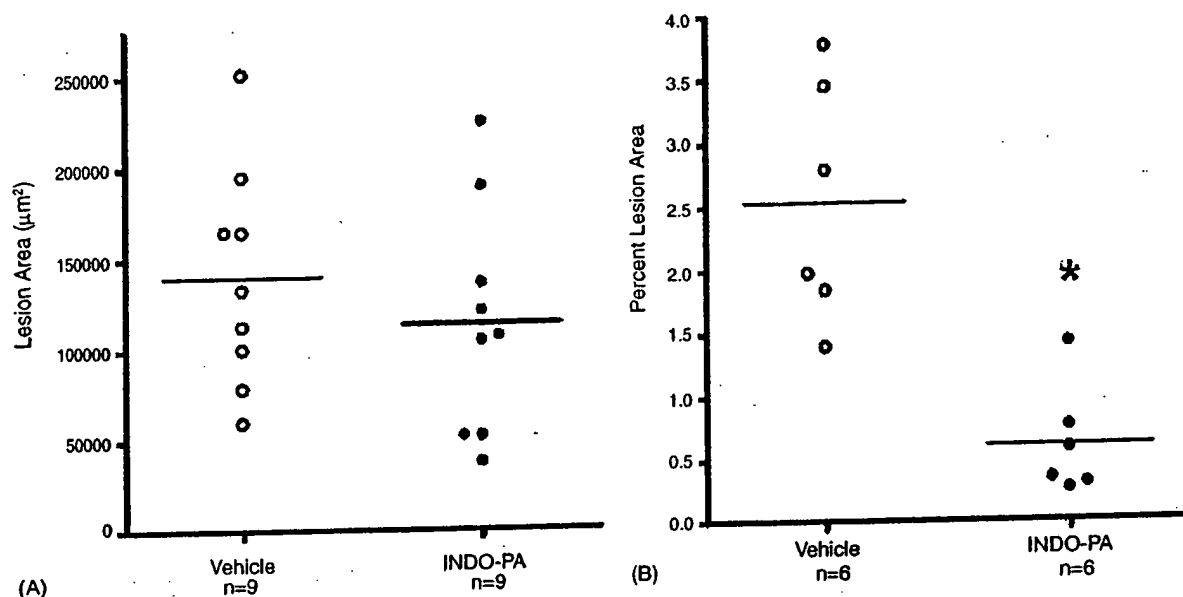 Lesion Area (µm²)
250000
200000
150000
100000
50000
0
Vehicle
n=9
INDO-PA
n=9
(A)
Percent Lesion Area
4.0
3.5
3.0
2.5
2.0
1.5
1.0
0.5
0.0
*
Vehicle
n=6
INDO-PA
n=6
(B)